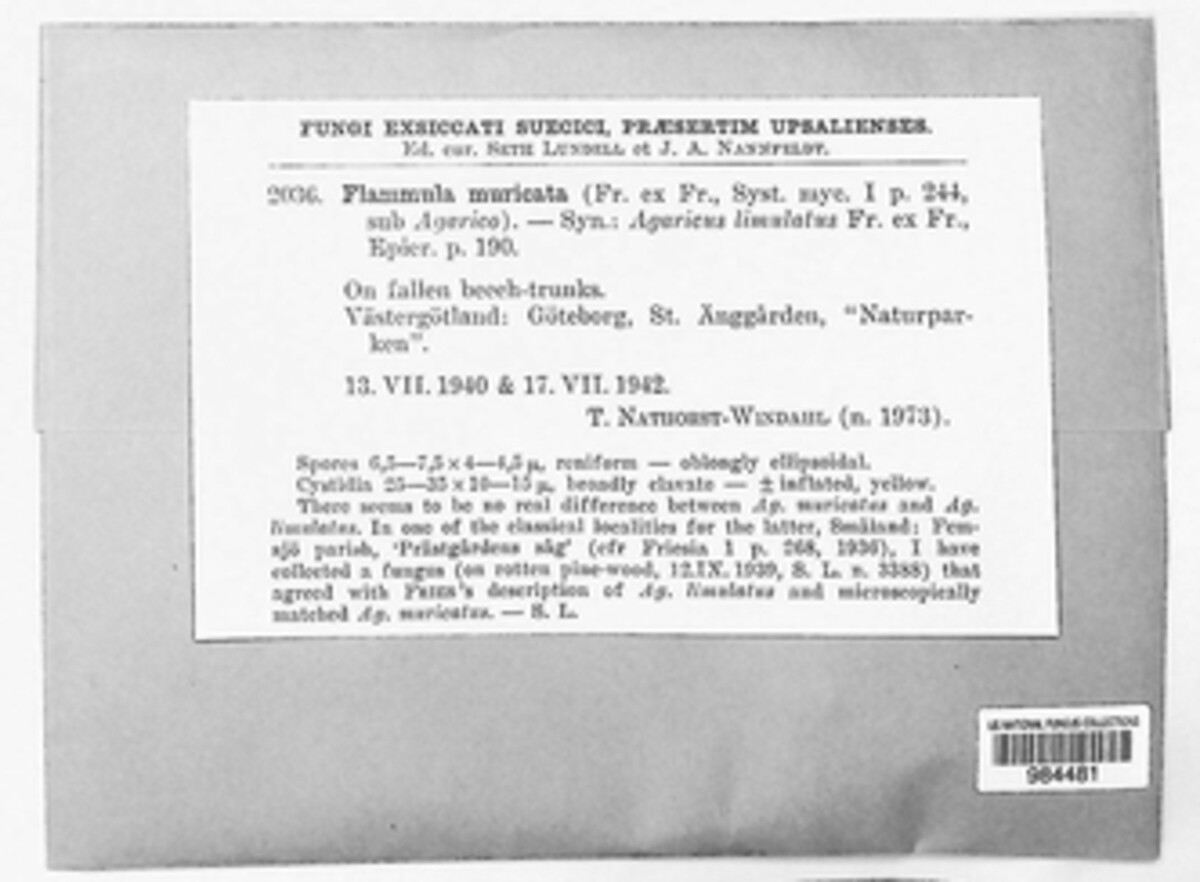 FUNGI EXSICCATI SUECICI, PRÆSERTIM UPSALIENSES.
Ed. cur. SETH LUNDELL et J. A. NANNFELDT.
2036. Flammula muricata (Fr. ex Fr., Syst. myc. I p. 244,
sub Agarico). — Syn.: Agaricus limulatus Fr. ex Fr.,
Epicr. p. 190.
On fallen beech-trunks.
Västergötland: Göteborg, St. Änggården, “Naturpar-
ken”.
13. VII. 1940 & 17. VII. 1942.
T. NATHORST-WINDAHL (n. 1973).
Spores 6,5—7,5 × 4—4,5 µ, reniform — oblongly ellipsoidal.
Cystidia 25—35 × 10—15 µ, broadly clavate — ± inflated, yellow.
There seems to be no real difference between Ag. muricatus and Ag.
limulatus. In one of the classical localities for the latter, Småland: Fem-
sjö parish, ‘Prästgårdens såg’ (cfr Friesia 1 p. 268, 1936), I have
collected a fungus (on rotten pine-wood, 12.IX.1939, S. L. n. 3388) that
agreed with FRIES's description of Ag. limulatus and microscopically
matched Ag. muricatus. — S. L.
US NATIONAL FUNGUS COLLECTIONS
984481